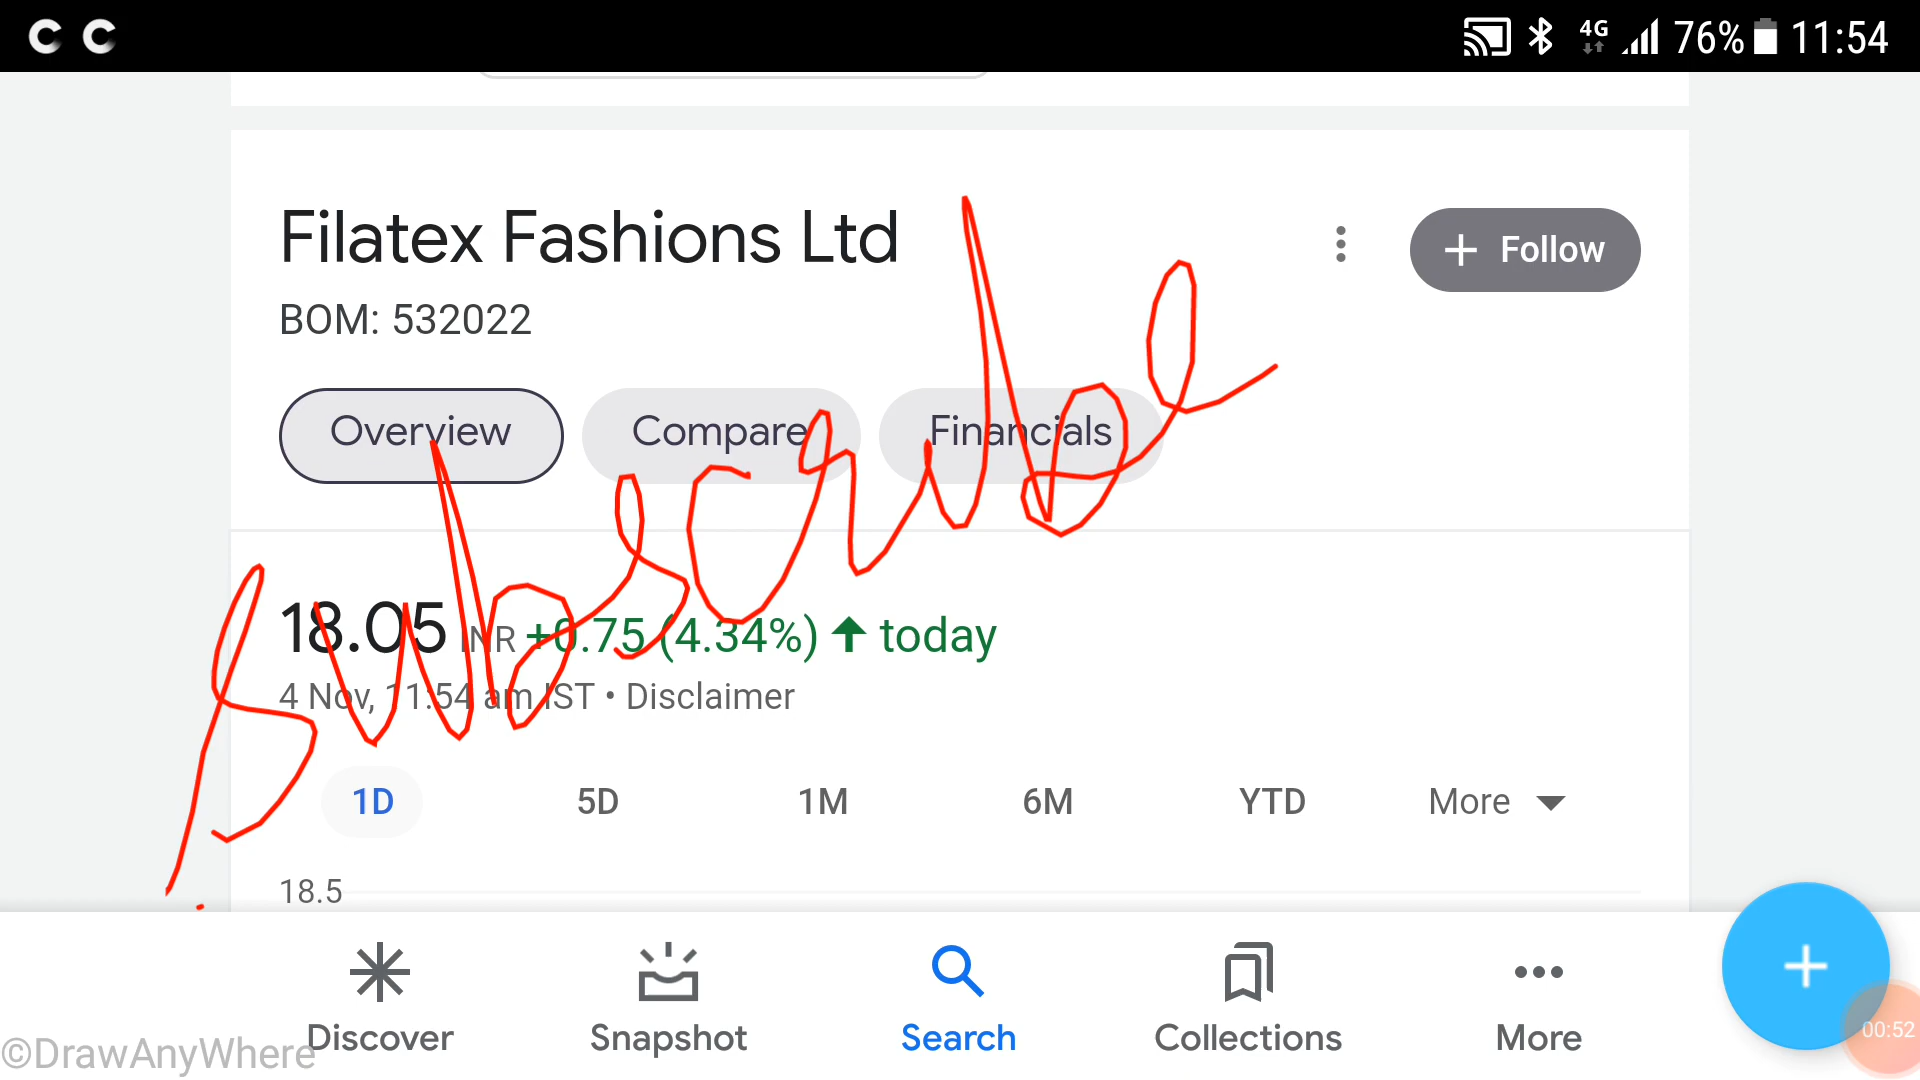 4G 76% 11:54
Filatex Fashions Ltd
+ Follow
BOM: 532022
Overview Compare Financials
Subscribe
18.05 INR +0.75 (4.34%) ↑ today
4 Nov, 11:54 am IST • Disclaimer
1D 5D 1M 6M YTD More
18.5
Discover Snapshot Search Collections More
00:52
©DrawAnyWhere